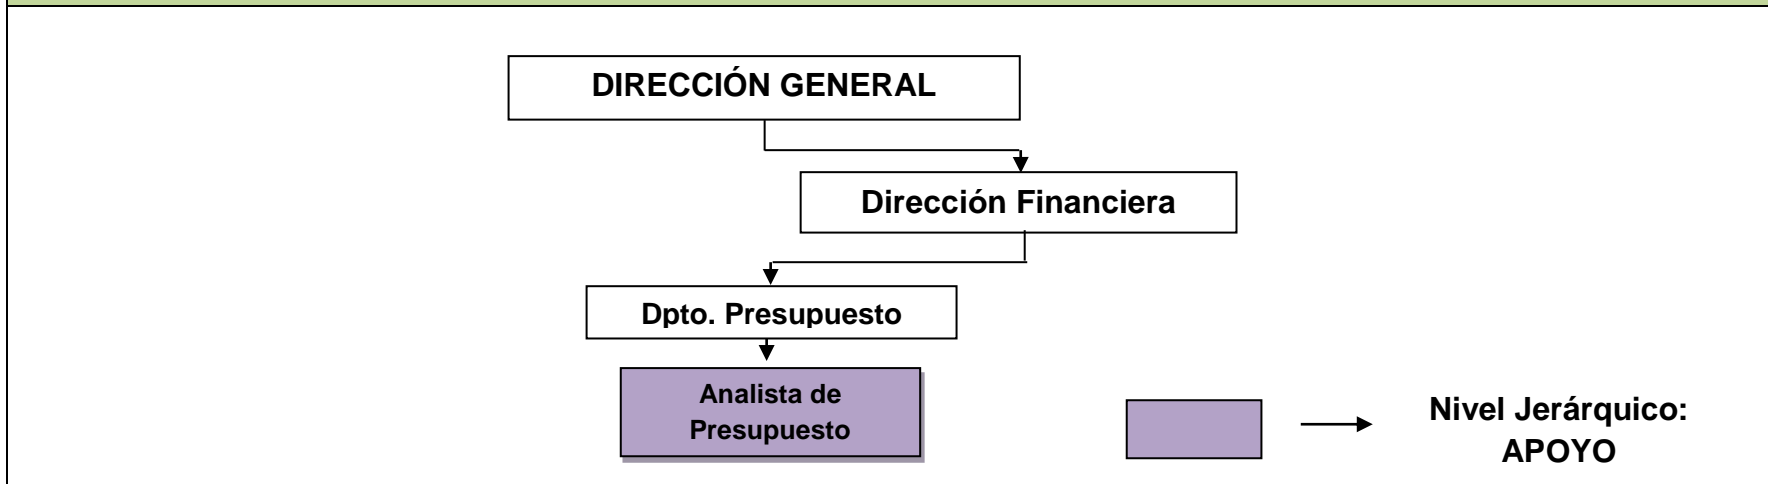 DIRECCIÓN GENERAL
Dirección Financiera
Dpto. Presupuesto
Analista de
Presupuesto
Nivel Jerárquico:
APOYO